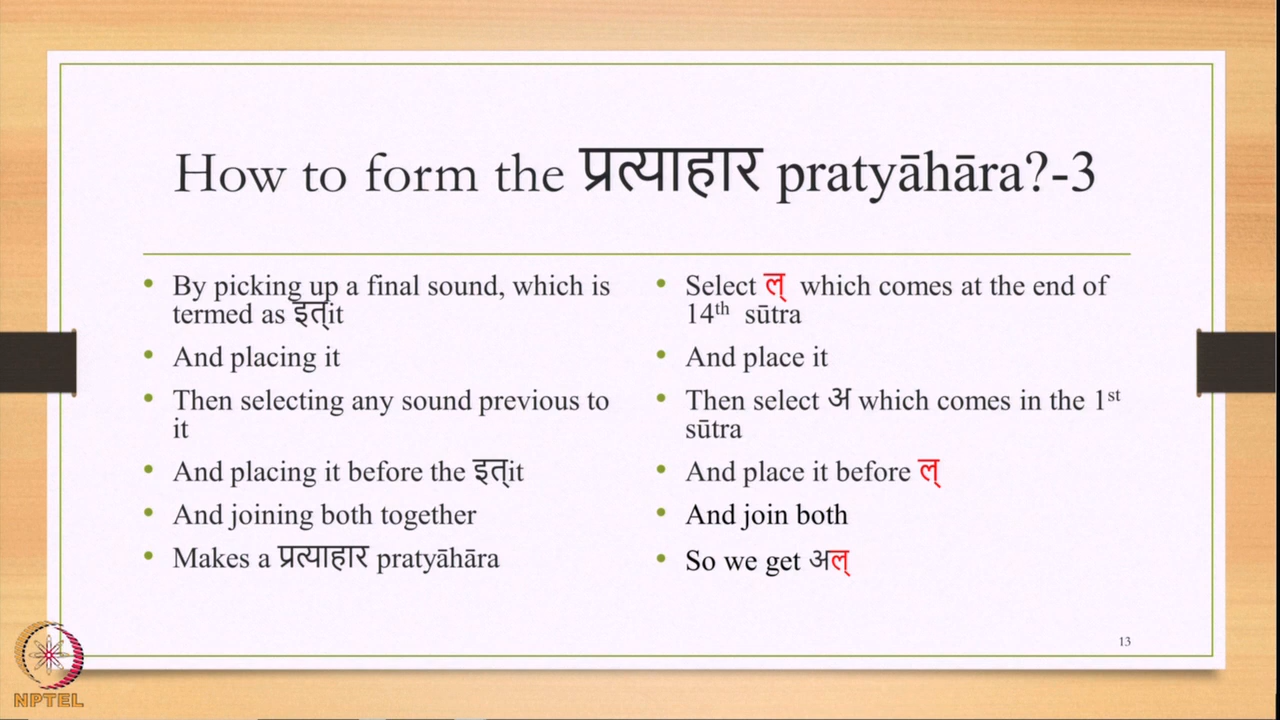 How to form the प्रत्याहार pratyāhāra?-3
• By picking up a final sound, which is
termed as इत् it
• And placing it
• Then selecting any sound previous to
it
• And placing it before the इत् it
• And joining both together
• Makes a प्रत्याहार pratyāhāra
• Select ल् which comes at the end of
14th sūtra
• And place it
• Then select अ which comes in the 1st
sūtra
• And place it before ल्
• And join both
• So we get अल्
13
NPTEL